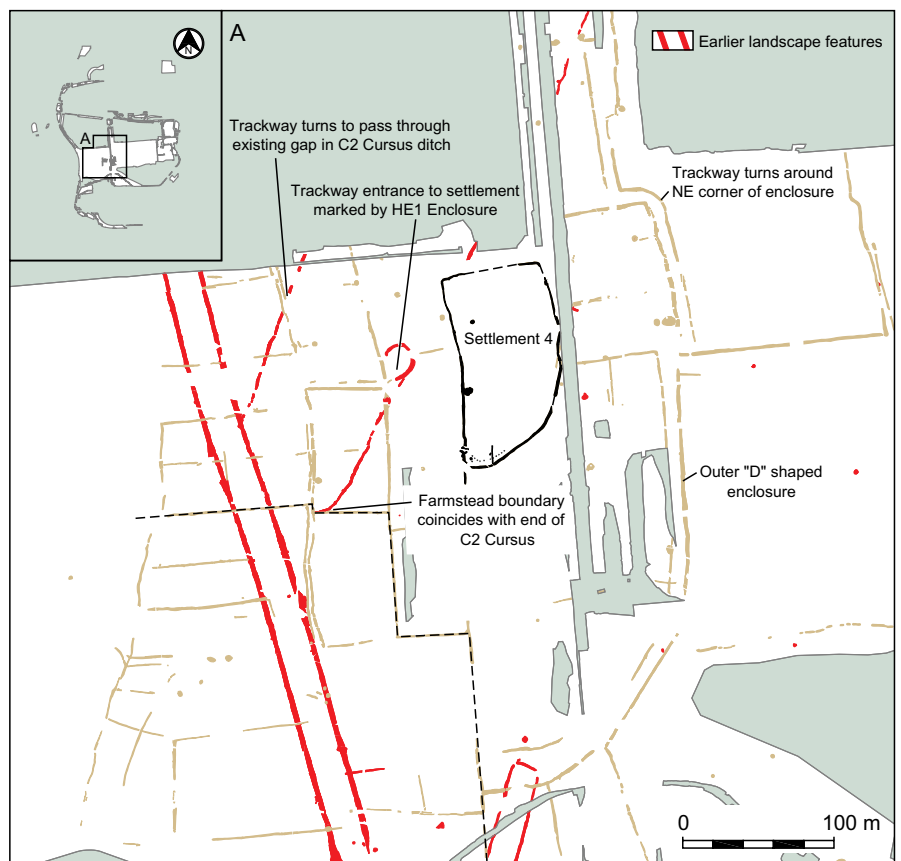 A
N
A
Earlier landscape features
Trackway turns to pass through
existing gap in C2 Cursus ditch
Trackway entrance to settlement
marked by HE1 Enclosure
Trackway turns around
NE corner of enclosure
Settlement 4
Outer "D" shaped
enclosure
Farmstead boundary
coincides with end of
C2 Cursus
0 100 m